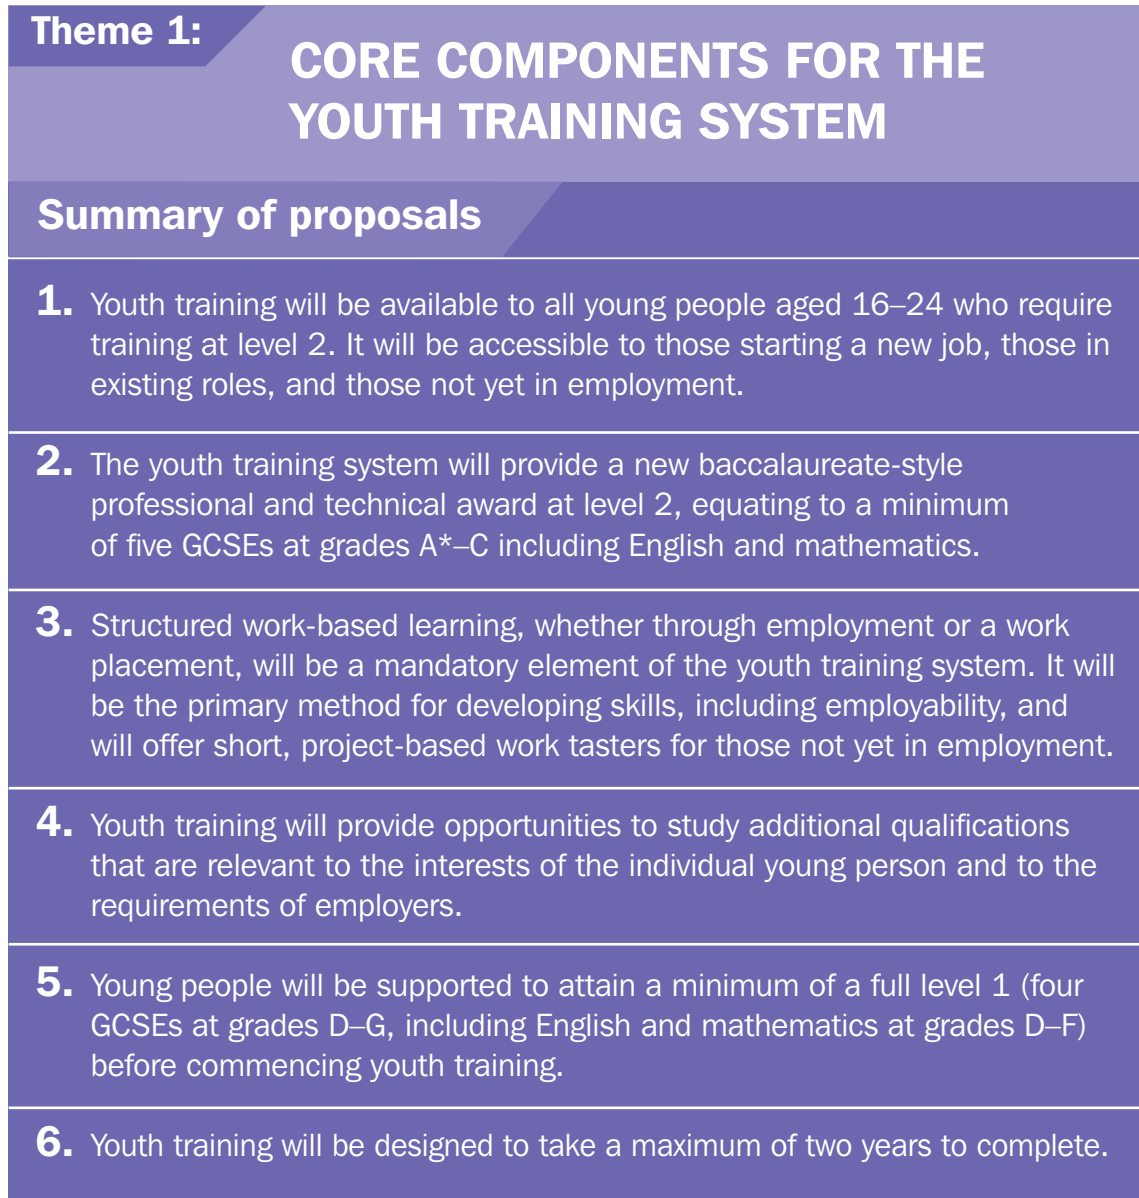 Theme 1:
CORE COMPONENTS FOR THE
YOUTH TRAINING SYSTEM
Summary of proposals
1. Youth training will be available to all young people aged 16–24 who require
training at level 2. It will be accessible to those starting a new job, those in
existing roles, and those not yet in employment.
2. The youth training system will provide a new baccalaureate-style
professional and technical award at level 2, equating to a minimum
of five GCSEs at grades A*–C including English and mathematics.
3. Structured work-based learning, whether through employment or a work
placement, will be a mandatory element of the youth training system. It will
be the primary method for developing skills, including employability, and
will offer short, project-based work tasters for those not yet in employment.
4. Youth training will provide opportunities to study additional qualifications
that are relevant to the interests of the individual young person and to the
requirements of employers.
5. Young people will be supported to attain a minimum of a full level 1 (four
GCSEs at grades D–G, including English and mathematics at grades D–F)
before commencing youth training.
6. Youth training will be designed to take a maximum of two years to complete.